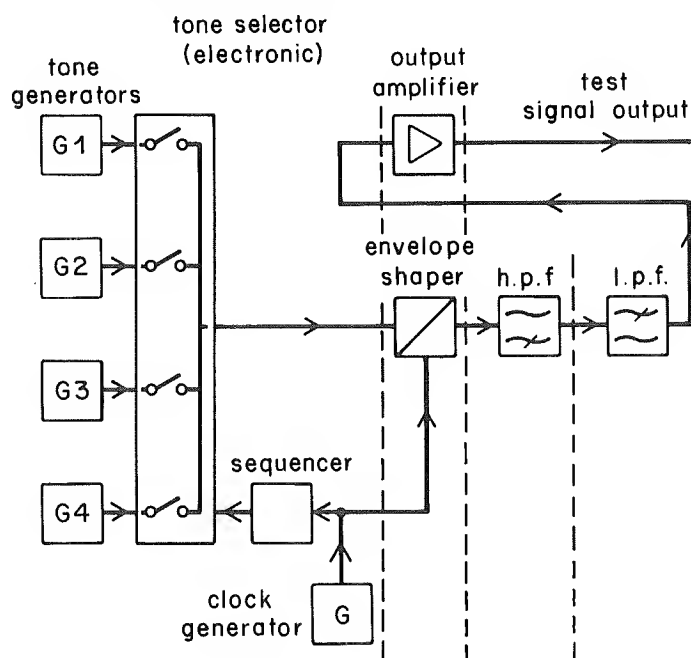 tone selector
(electronic)
tone
generators
output
amplifier
test
signal output
G1
G2
envelope
shaper
h.p.f
l.p.f.
G3
sequencer
G4
clock
generator
G